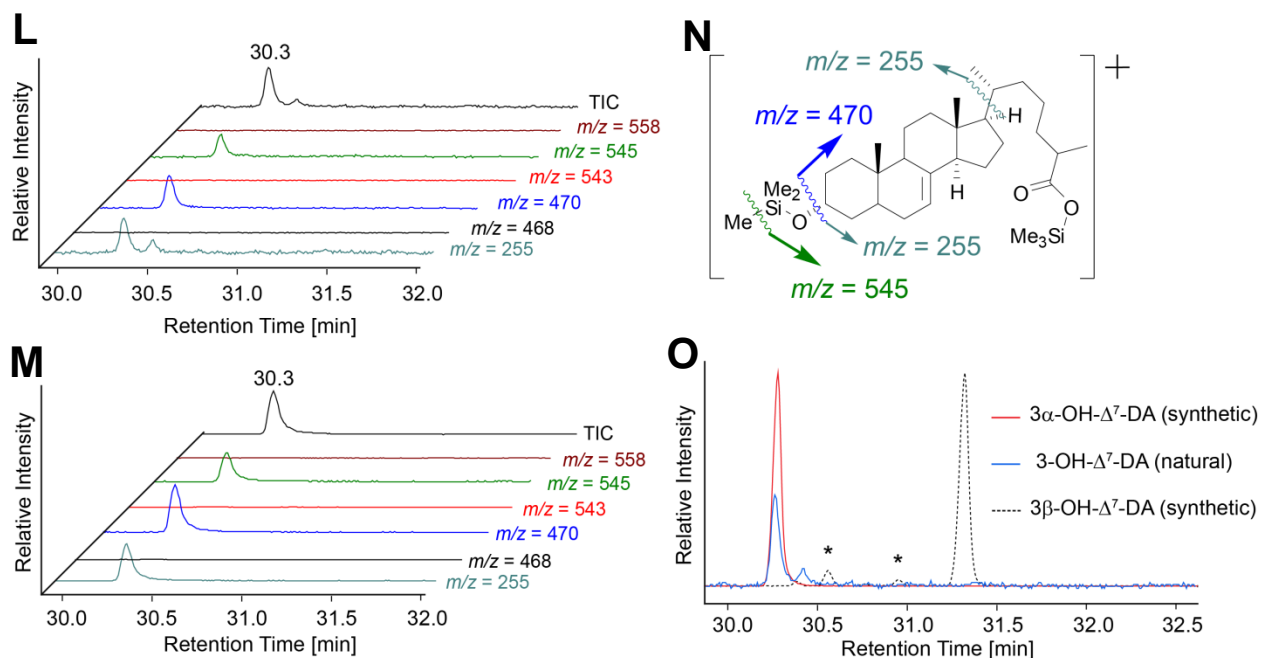 L
30.3
TIC
m/z = 558
m/z = 545
m/z = 543
m/z = 470
m/z = 468
m/z = 255
Relative Intensity
30.0 30.5 31.0 31.5 32.0
Retention Time [min]
N
m/z = 255
+
m/z = 470
H
H
Me2
Si
Me
O
O
O
Me3Si
m/z = 255
m/z = 545
M
30.3
TIC
m/z = 558
m/z = 545
m/z = 543
m/z = 470
m/z = 468
m/z = 255
Relative Intensity
30.0 30.5 31.0 31.5 32.0
Retention Time [min]
O
3α-OH-Δ⁷-DA (synthetic)
3-OH-Δ⁷-DA (natural)
3β-OH-Δ⁷-DA (synthetic)
* *
Relative Intensity
30.0 30.5 31.0 31.5 32.0 32.5
Retention Time [min]